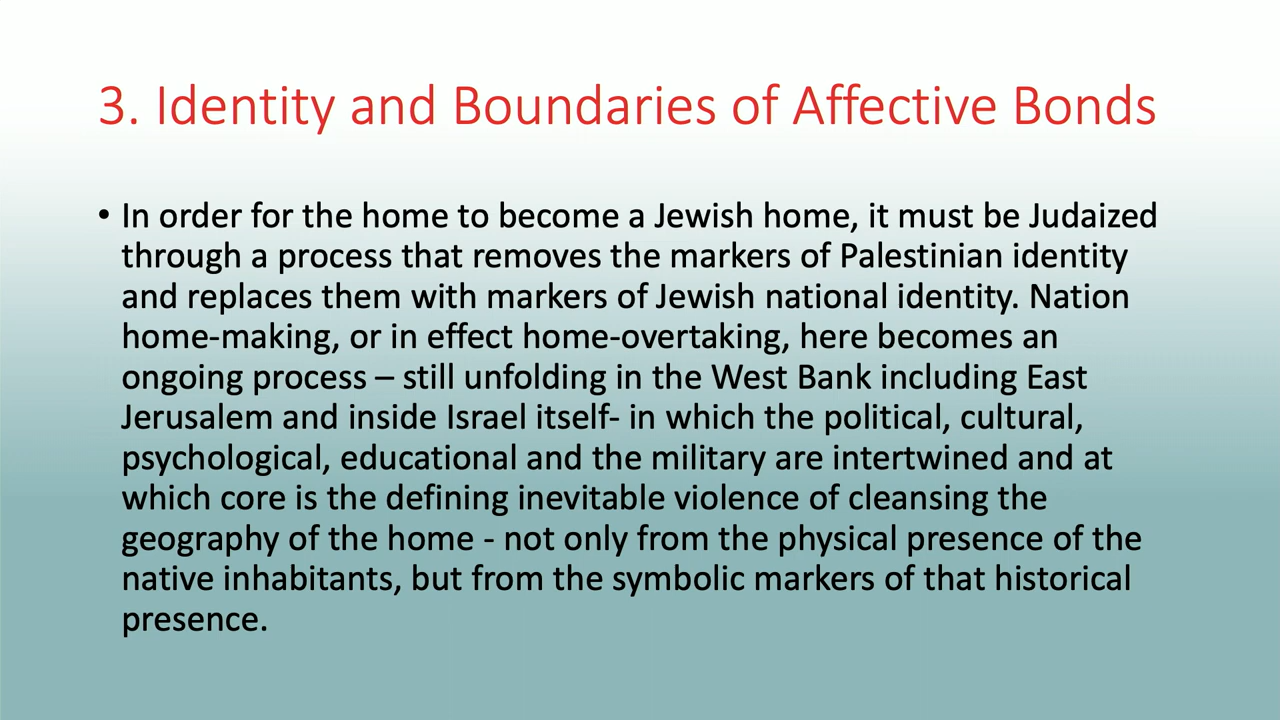 3. Identity and Boundaries of Affective Bonds
• In order for the home to become a Jewish home, it must be Judaized
through a process that removes the markers of Palestinian identity
and replaces them with markers of Jewish national identity. Nation
home-making, or in effect home-overtaking, here becomes an
ongoing process – still unfolding in the West Bank including East
Jerusalem and inside Israel itself- in which the political, cultural,
psychological, educational and the military are intertwined and at
which core is the defining inevitable violence of cleansing the
geography of the home - not only from the physical presence of the
native inhabitants, but from the symbolic markers of that historical
presence.